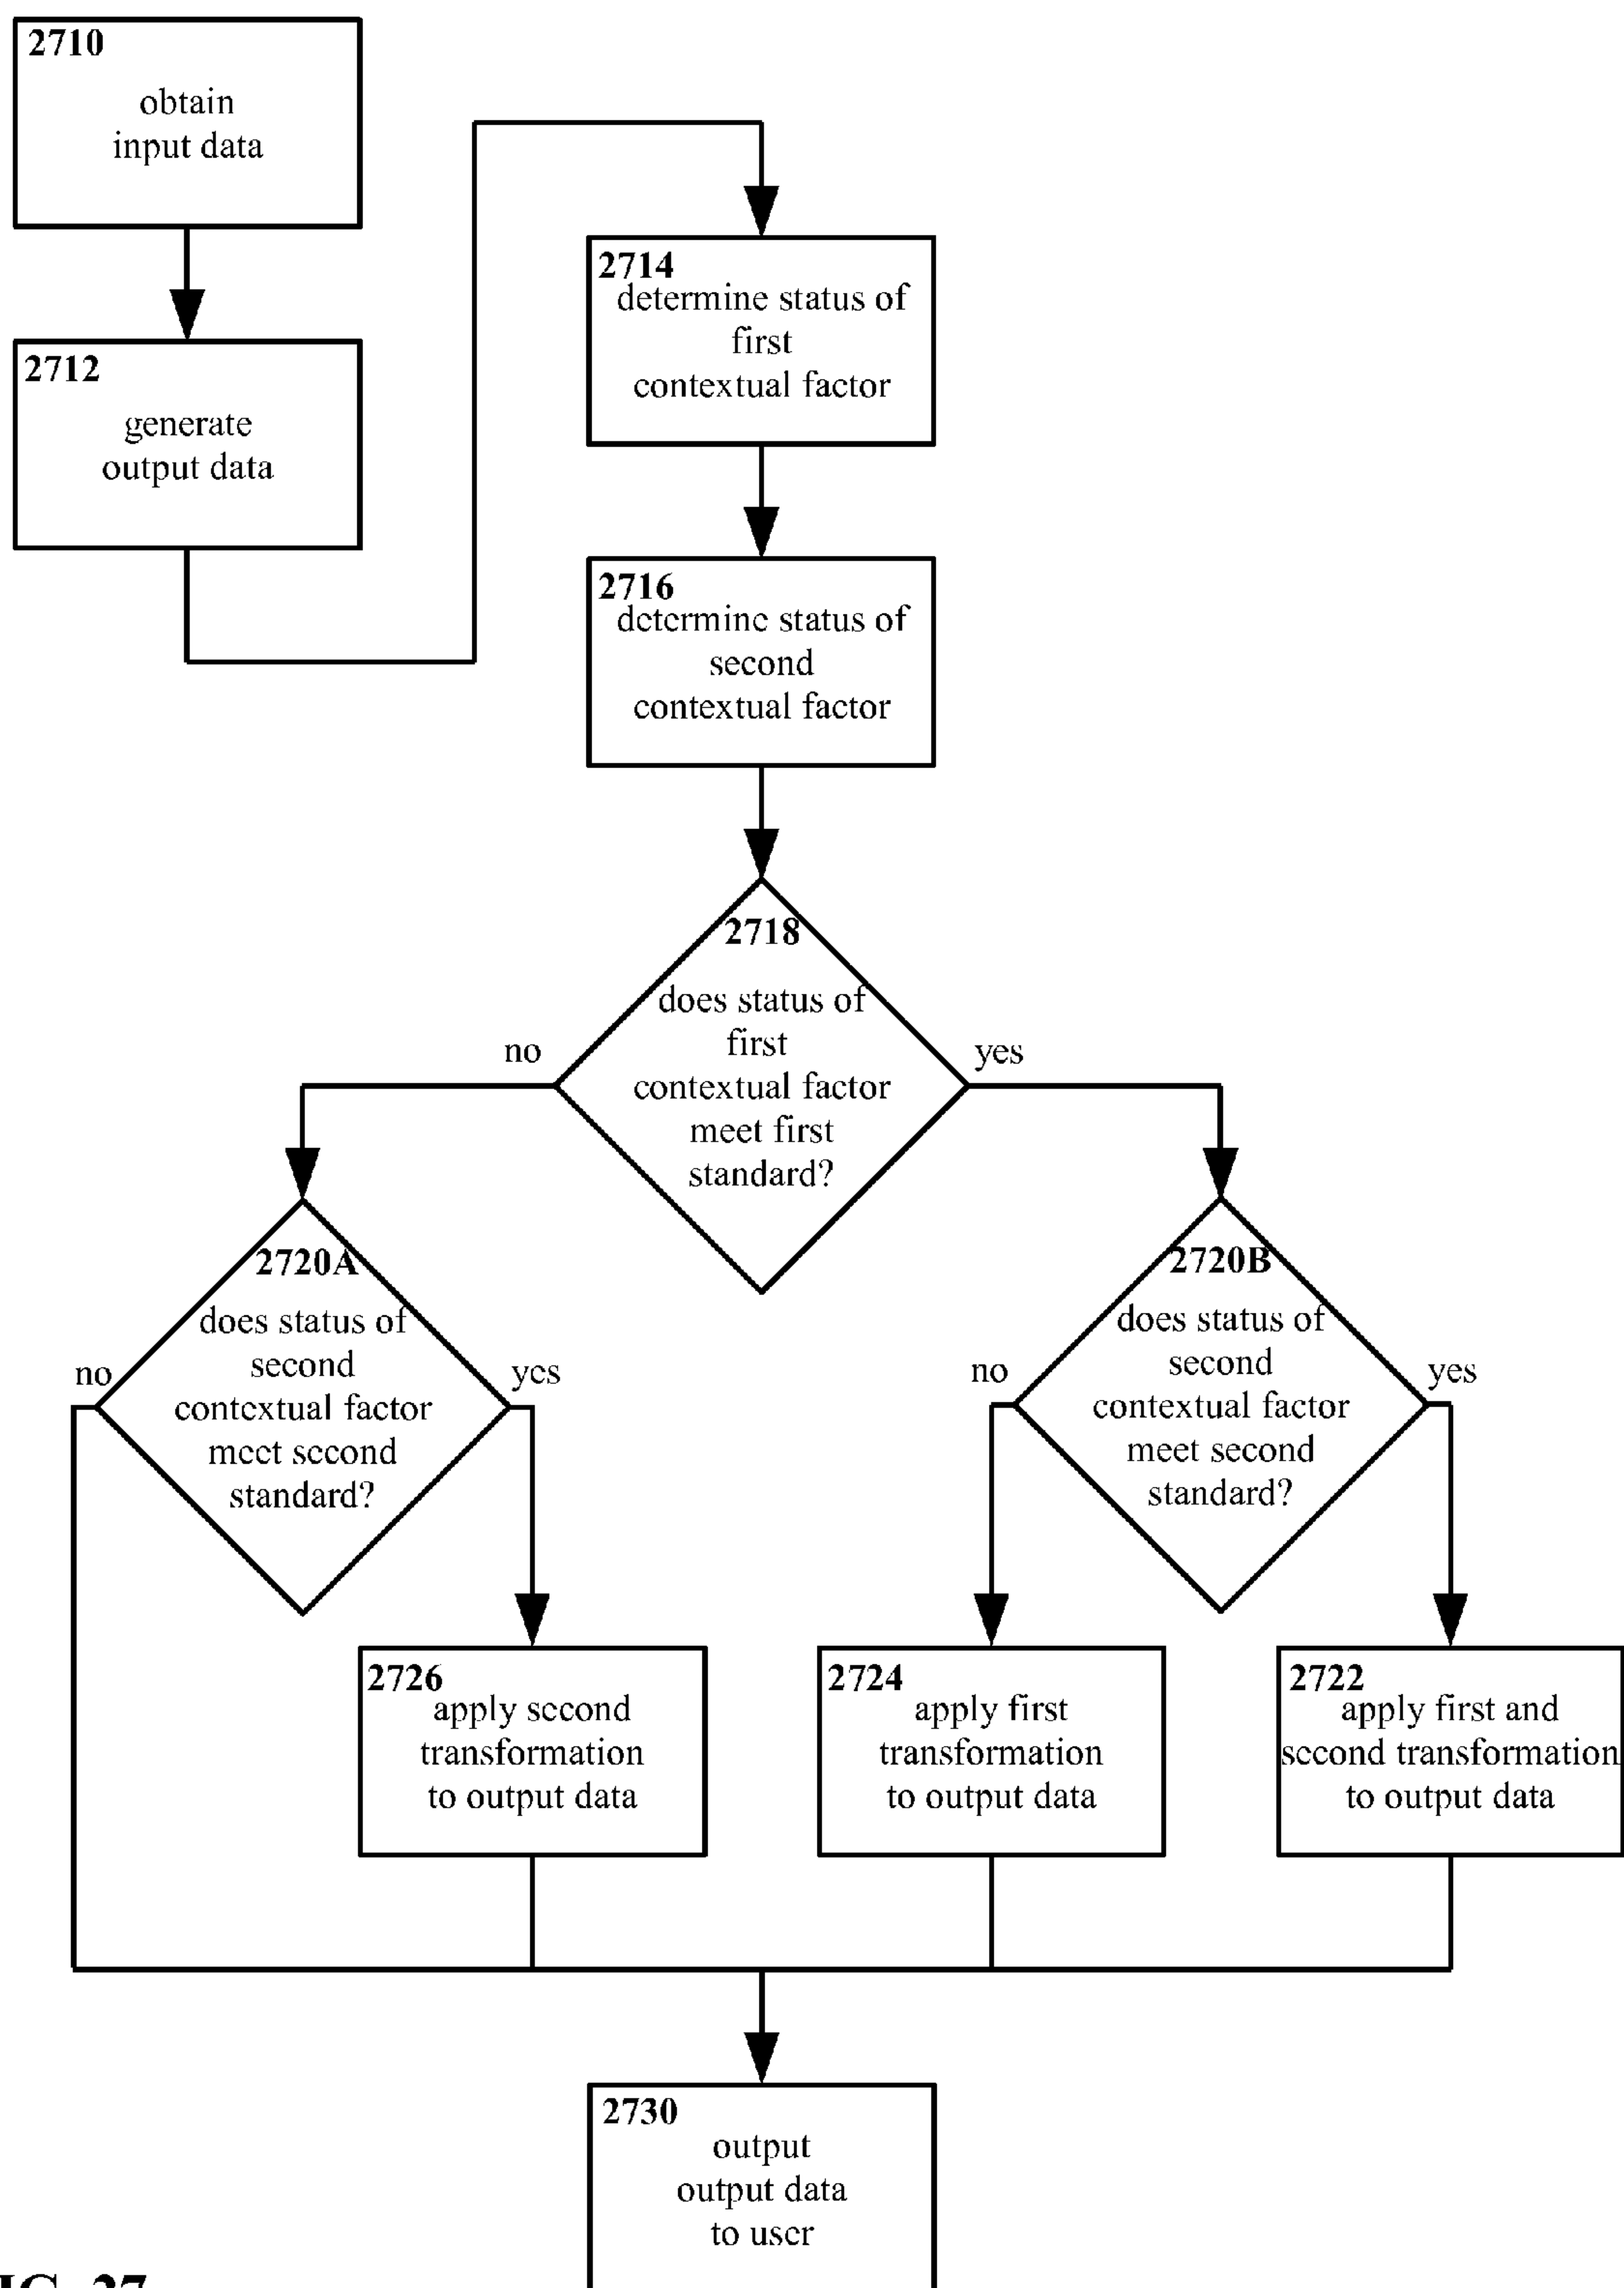 2710
obtain
input data
2712
generate
output data
2714
determine status of
first
contextual factor
2716
determine status of
second
contextual factor
2718
does status of
first
contextual factor
meet first
standard?
no
yes
2720A
does status of
second
contextual factor
meet second
standard?
no
yes
2720B
does status of
second
contextual factor
meet second
standard?
no
yes
2726
apply second
transformation
to output data
2724
apply first
transformation
to output data
2722
apply first and
second transformation
to output data
2730
output
output data
to user